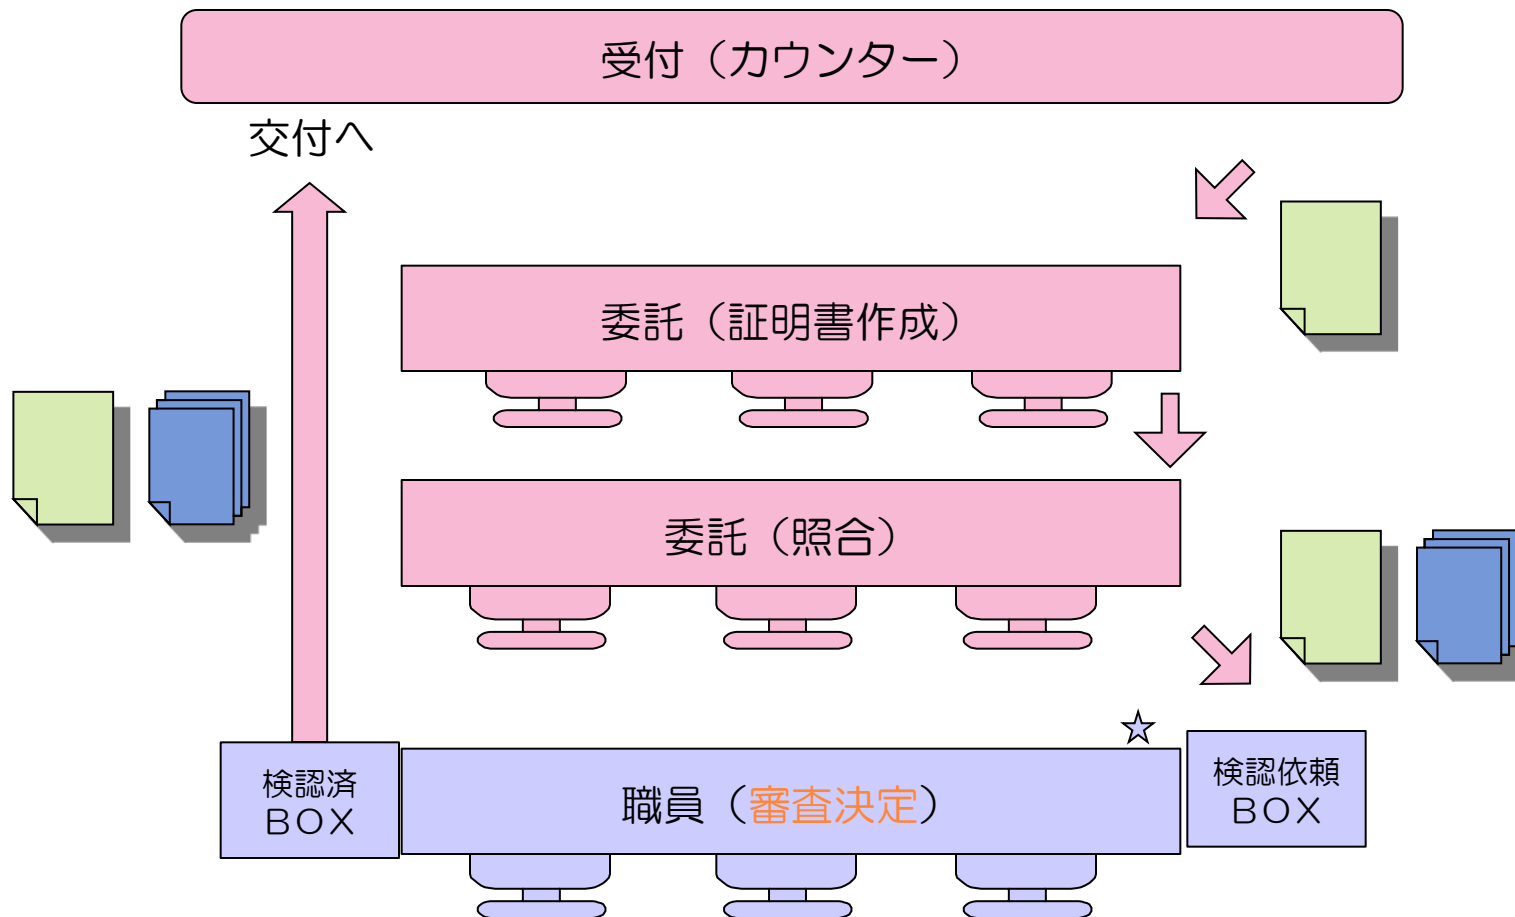 受付（カウンター）
交付へ
委託（証明書作成）
委託（照合）
検認済
ＢＯＸ
職員（審査決定）
検認依頼
ＢＯＸ